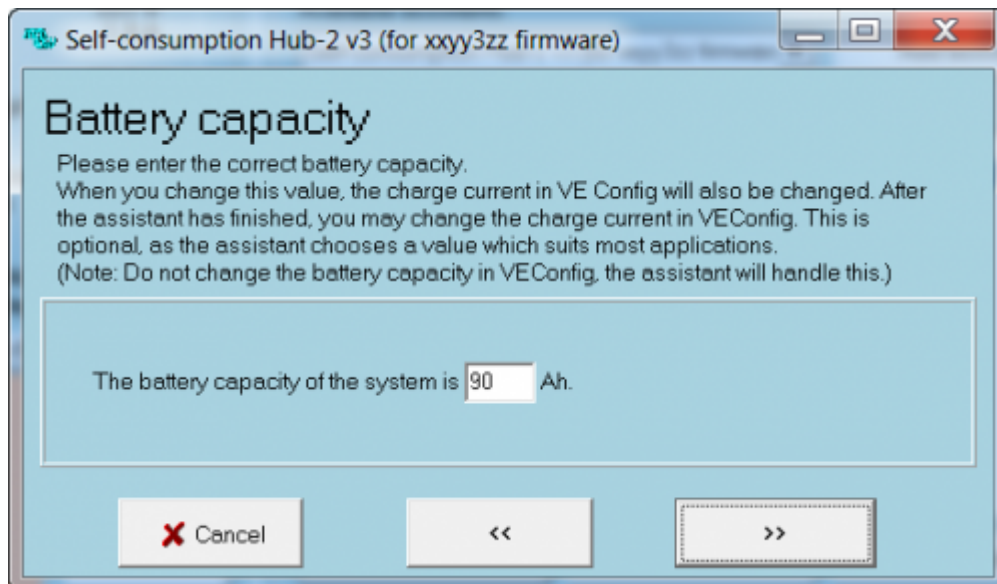 Self-consumption Hub-2 v3 (for xxyy3zz firmware)
Battery capacity
Please enter the correct battery capacity.
When you change this value, the charge current in VE Config will also be changed. After
the assistant has finished, you may change the charge current in VEConfig. This is
optional, as the assistant chooses a value which suits most applications.
(Note: Do not change the battery capacity in VEConfig, the assistant will handle this.)
The battery capacity of the system is 90 Ah.
Cancel << >>